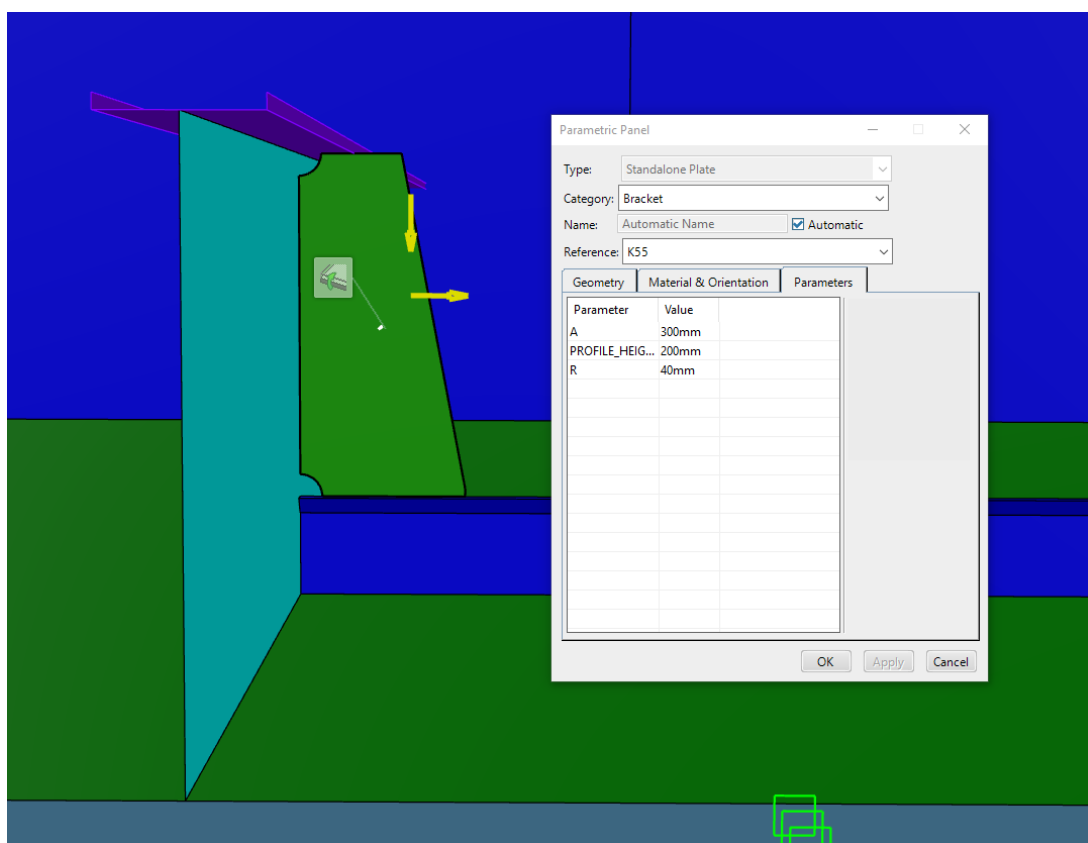 Parametric Panel
Type: Standalone Plate
Category: Bracket
Name: Automatic Name Automatic
Reference: K55
Geometry Material & Orientation Parameters
Parameter Value
A 300mm
PROFILE_HEIG... 200mm
R 40mm
OK Apply Cancel